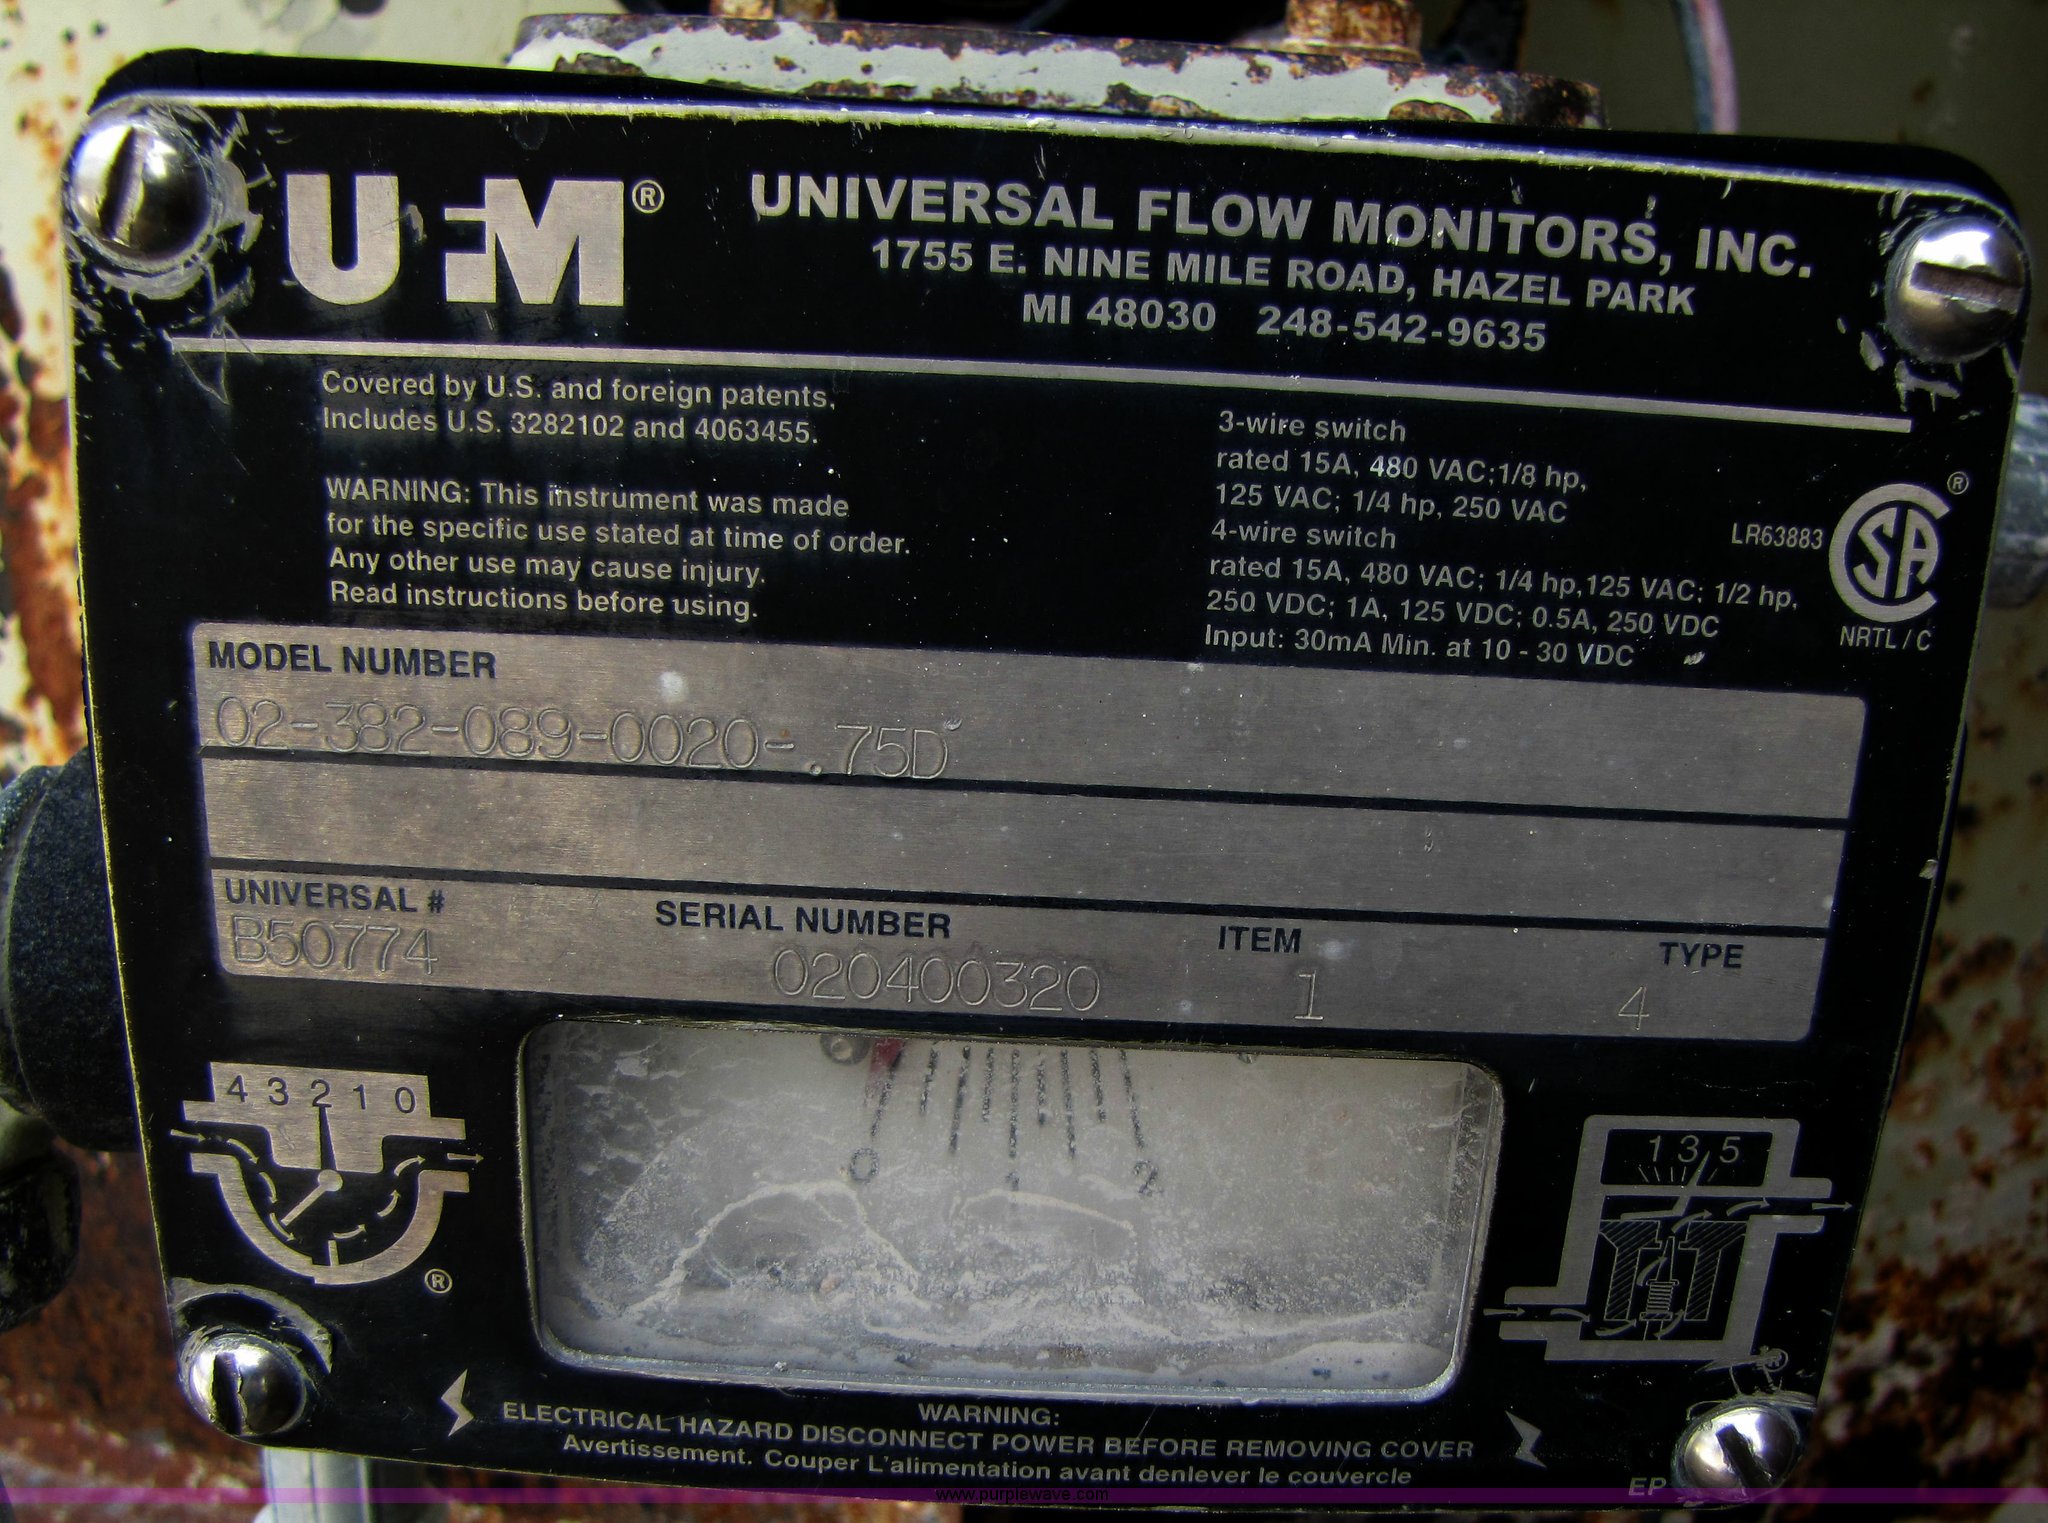 UFM®
UNIVERSAL FLOW MONITORS, INC.
1755 E. NINE MILE ROAD, HAZEL PARK
MI 48030 248-542-9635
Covered by U.S. and foreign patents,
Includes U.S. 3282102 and 4063455.
WARNING: This instrument was made
for the specific use stated at time of order.
Any other use may cause injury.
Read instructions before using.
3-wire switch
rated 15A, 480 VAC;1/8 hp,
125 VAC; 1/4 hp, 250 VAC
4-wire switch
rated 15A, 480 VAC; 1/4 hp,125 VAC; 1/2 hp,
250 VDC; 1A, 125 VDC; 0.5A, 250 VDC
Input: 30mA Min. at 10 - 30 VDC
LR63883
CSA ®
NRTL / C
MODEL NUMBER
02-382-089-0020-.75D
UNIVERSAL # SERIAL NUMBER ITEM TYPE
B50774 020400320 1 4
4 3 2 1 0
®
0 1 2
1 3 5
®
WARNING:
ELECTRICAL HAZARD DISCONNECT POWER BEFORE REMOVING COVER
Avertissement. Couper L'alimentation avant denlever le couvercle
EP
www.purplewave.com